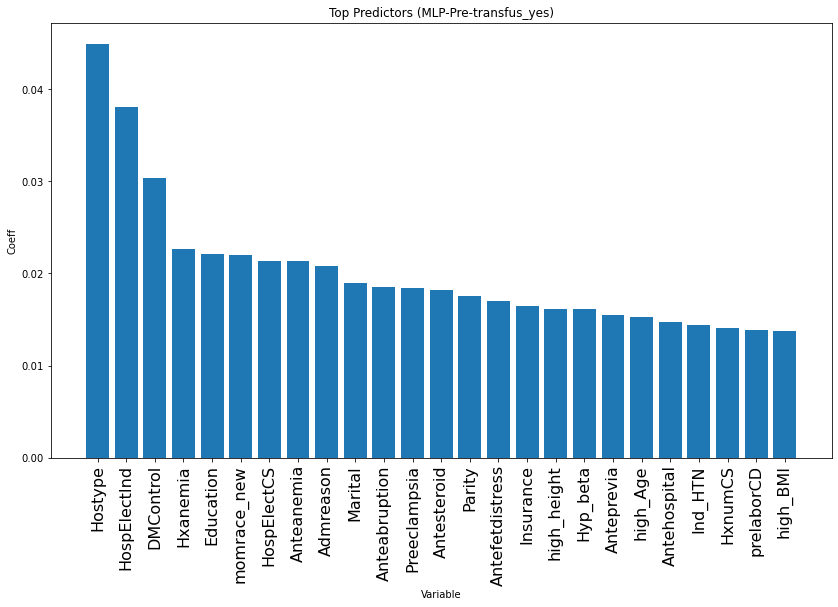 Top Predictors (MLP-Pre-transfus_yes)
Coeff
0.04
0.03
0.02
0.01
0.00
Hostype
HospElectInd
DMControl
Hxanemia
Education
momrace_new
HospElectCS
Anteanemia
Admreason
Marital
Anteabruption
Preeclampsia
Antesteroid
Parity
Antefetdistress
Insurance
high_height
Hyp_beta
Anteprevia
high_Age
Antehospital
Ind_HTN
HxnumCS
prelaborCD
high_BMI
Variable